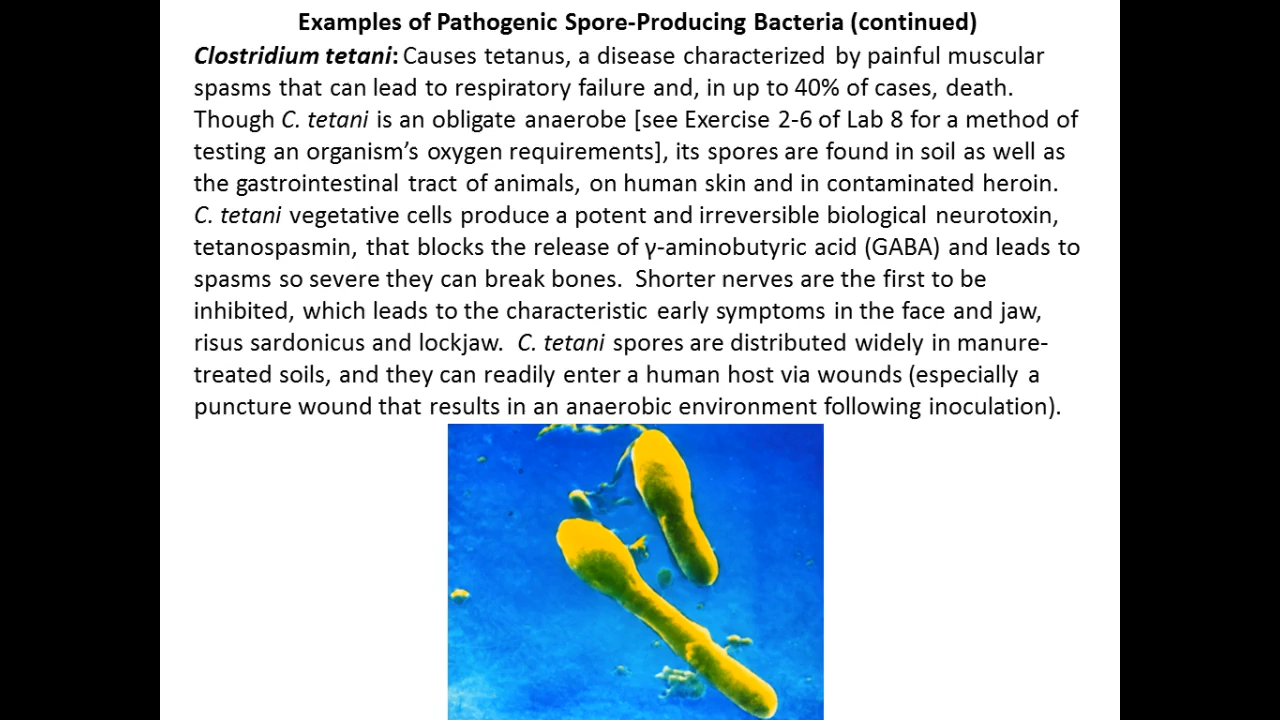 Examples of Pathogenic Spore-Producing Bacteria (continued)
Clostridium tetani: Causes tetanus, a disease characterized by painful muscular
spasms that can lead to respiratory failure and, in up to 40% of cases, death.
Though C. tetani is an obligate anaerobe [see Exercise 2-6 of Lab 8 for a method of
testing an organism’s oxygen requirements], its spores are found in soil as well as
the gastrointestinal tract of animals, on human skin and in contaminated heroin.
C. tetani vegetative cells produce a potent and irreversible biological neurotoxin,
tetanospasmin, that blocks the release of γ-aminobutyric acid (GABA) and leads to
spasms so severe they can break bones.  Shorter nerves are the first to be
inhibited, which leads to the characteristic early symptoms in the face and jaw,
risus sardonicus and lockjaw.  C. tetani spores are distributed widely in manure-
treated soils, and they can readily enter a human host via wounds (especially a
puncture wound that results in an anaerobic environment following inoculation).